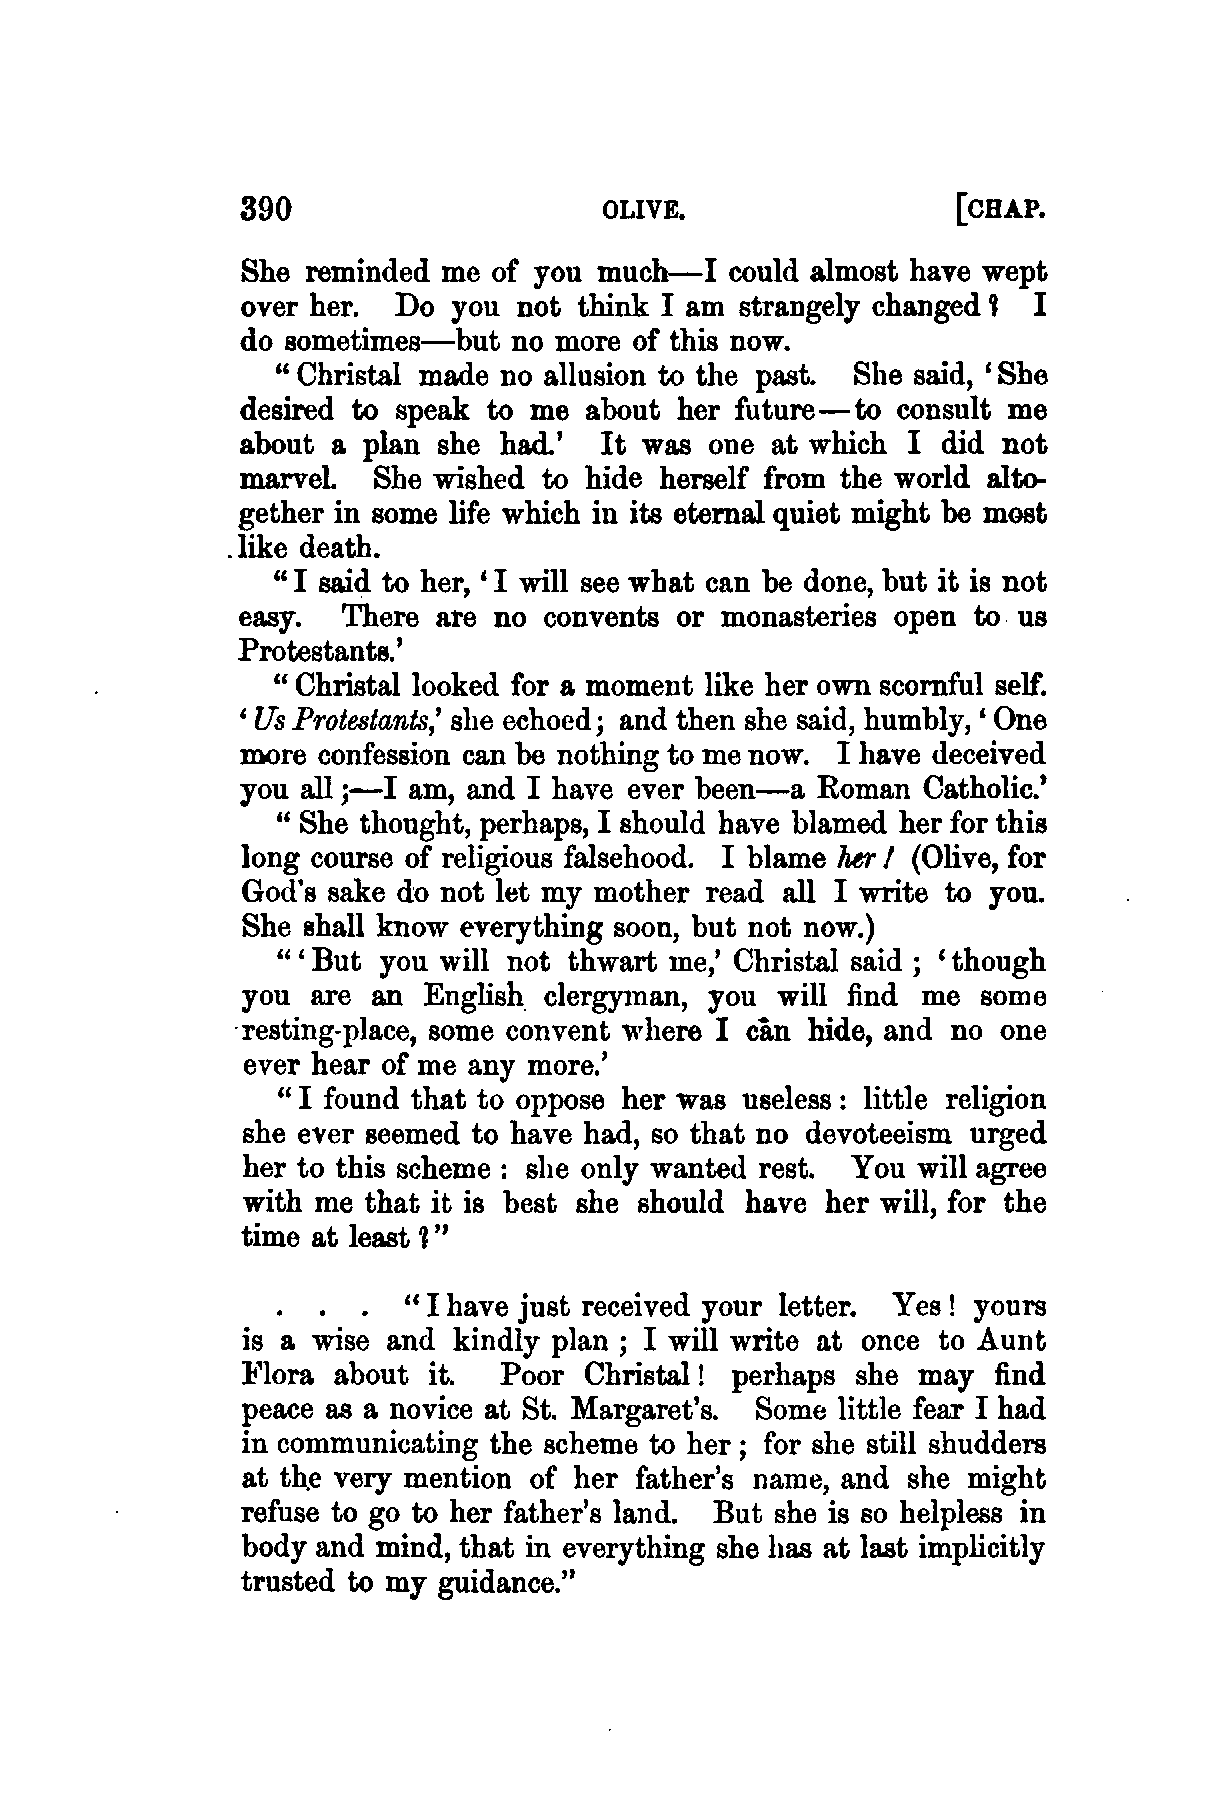 390 OLIVE. [CHAP.
She reminded me of you much—I could almost have wept
over her. Do you not think I am strangely changed? I
do sometimes—but no more of this now.
“Christal made no allusion to the past. She said, ‘She
desired to speak to me about her future—to consult me
about a plan she had.’ It was one at which I did not
marvel. She wished to hide herself from the world alto-
gether in some life which in its eternal quiet might be most
like death.
“I said to her, ‘I will see what can be done, but it is not
easy. There are no convents or monasteries open to us
Protestants.’
“Christal looked for a moment like her own scornful self.
‘Us Protestants,’ she echoed; and then she said, humbly, ‘One
more confession can be nothing to me now. I have deceived
you all;—I am, and I have ever been—a Roman Catholic.’
“She thought, perhaps, I should have blamed her for this
long course of religious falsehood. I blame her! (Olive, for
God's sake do not let my mother read all I write to you.
She shall know everything soon, but not now.)
“‘But you will not thwart me,’ Christal said; ‘though
you are an English clergyman, you will find me some
resting-place, some convent where I can hide, and no one
ever hear of me any more.’
“I found that to oppose her was useless: little religion
she ever seemed to have had, so that no devoteeism urged
her to this scheme: she only wanted rest. You will agree
with me that it is best she should have her will, for the
time at least?”
. . . “I have just received your letter. Yes! yours
is a wise and kindly plan; I will write at once to Aunt
Flora about it. Poor Christal! perhaps she may find
peace as a novice at St. Margaret's. Some little fear I had
in communicating the scheme to her; for she still shudders
at the very mention of her father's name, and she might
refuse to go to her father's land. But she is so helpless in
body and mind, that in everything she has at last implicitly
trusted to my guidance.”